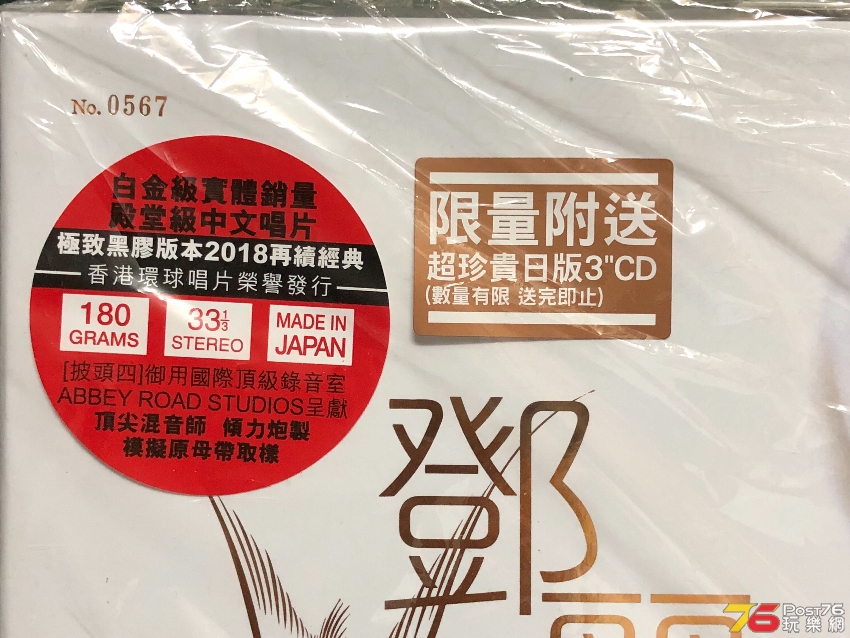 No. 0567
白金級實體銷量
殿堂級中文唱片
極致黑膠版本2018再續經典
香港環球唱片榮譽發行
180
GRAMS
33⅓
STEREO
MADE IN
JAPAN
[披頭四]御用國際頂級錄音室
ABBEY ROAD STUDIOS呈獻
頂尖混音師 傾力炮製
模擬原母帶取樣
限量附送
超珍貴日版3"CD
(數量有限 送完即止)
鄧
76 Post76
玩樂網